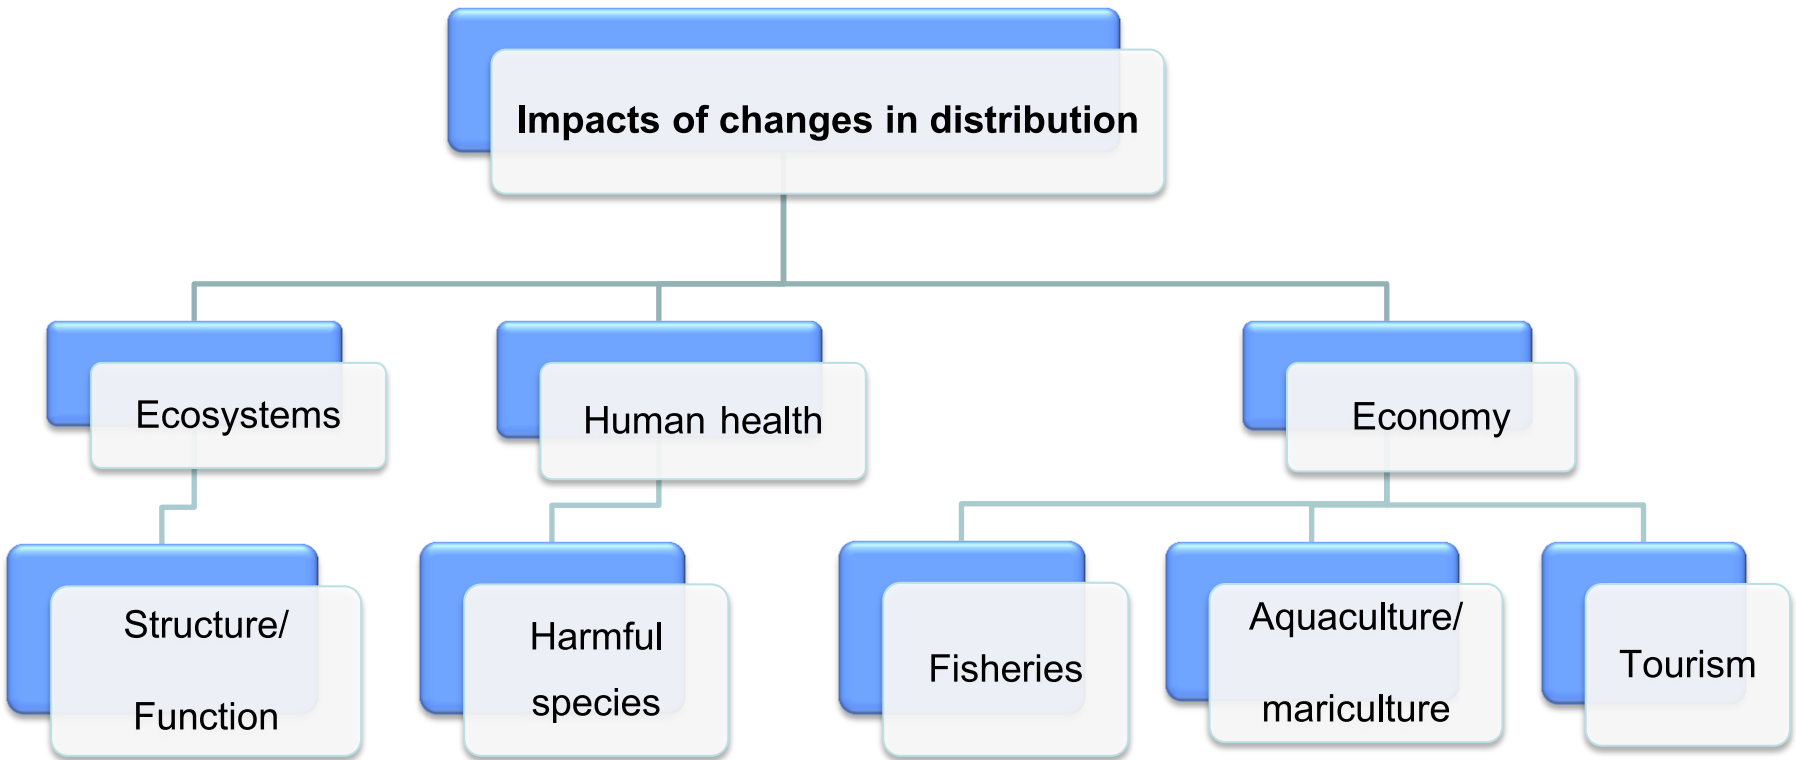 Impacts of changes in distribution
Ecosystems
Human health
Economy
Structure/
Function
Harmful
species
Fisheries
Aquaculture/
mariculture
Tourism